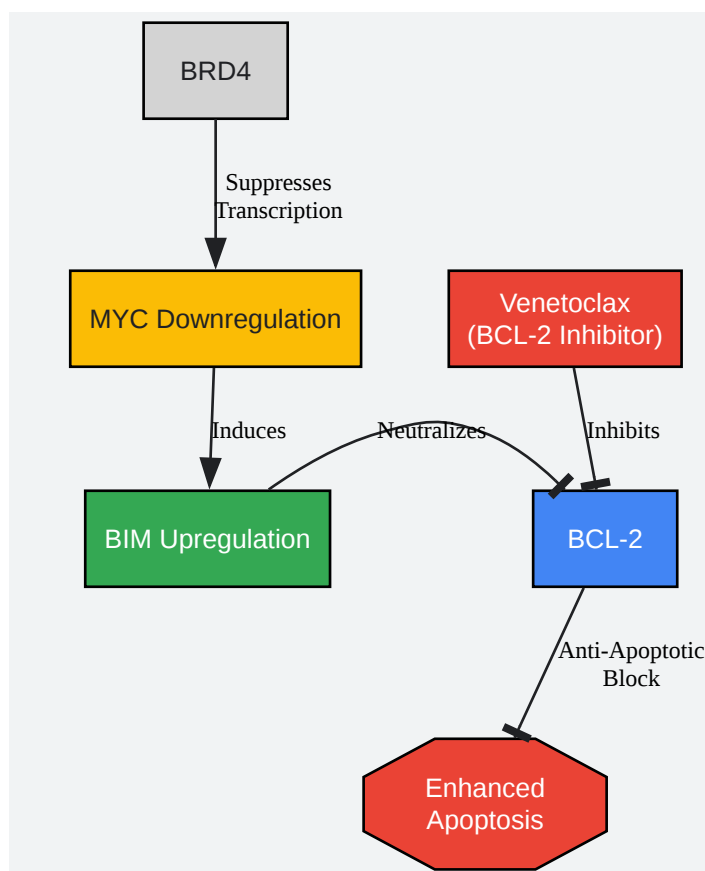 BRD4
Suppresses
Transcription
MYC Downregulation
Venetoclax
(BCL-2 Inhibitor)
Induces
Neutralizes
Inhibits
BIM Upregulation
BCL-2
Anti-Apoptotic
Block
Enhanced
Apoptosis